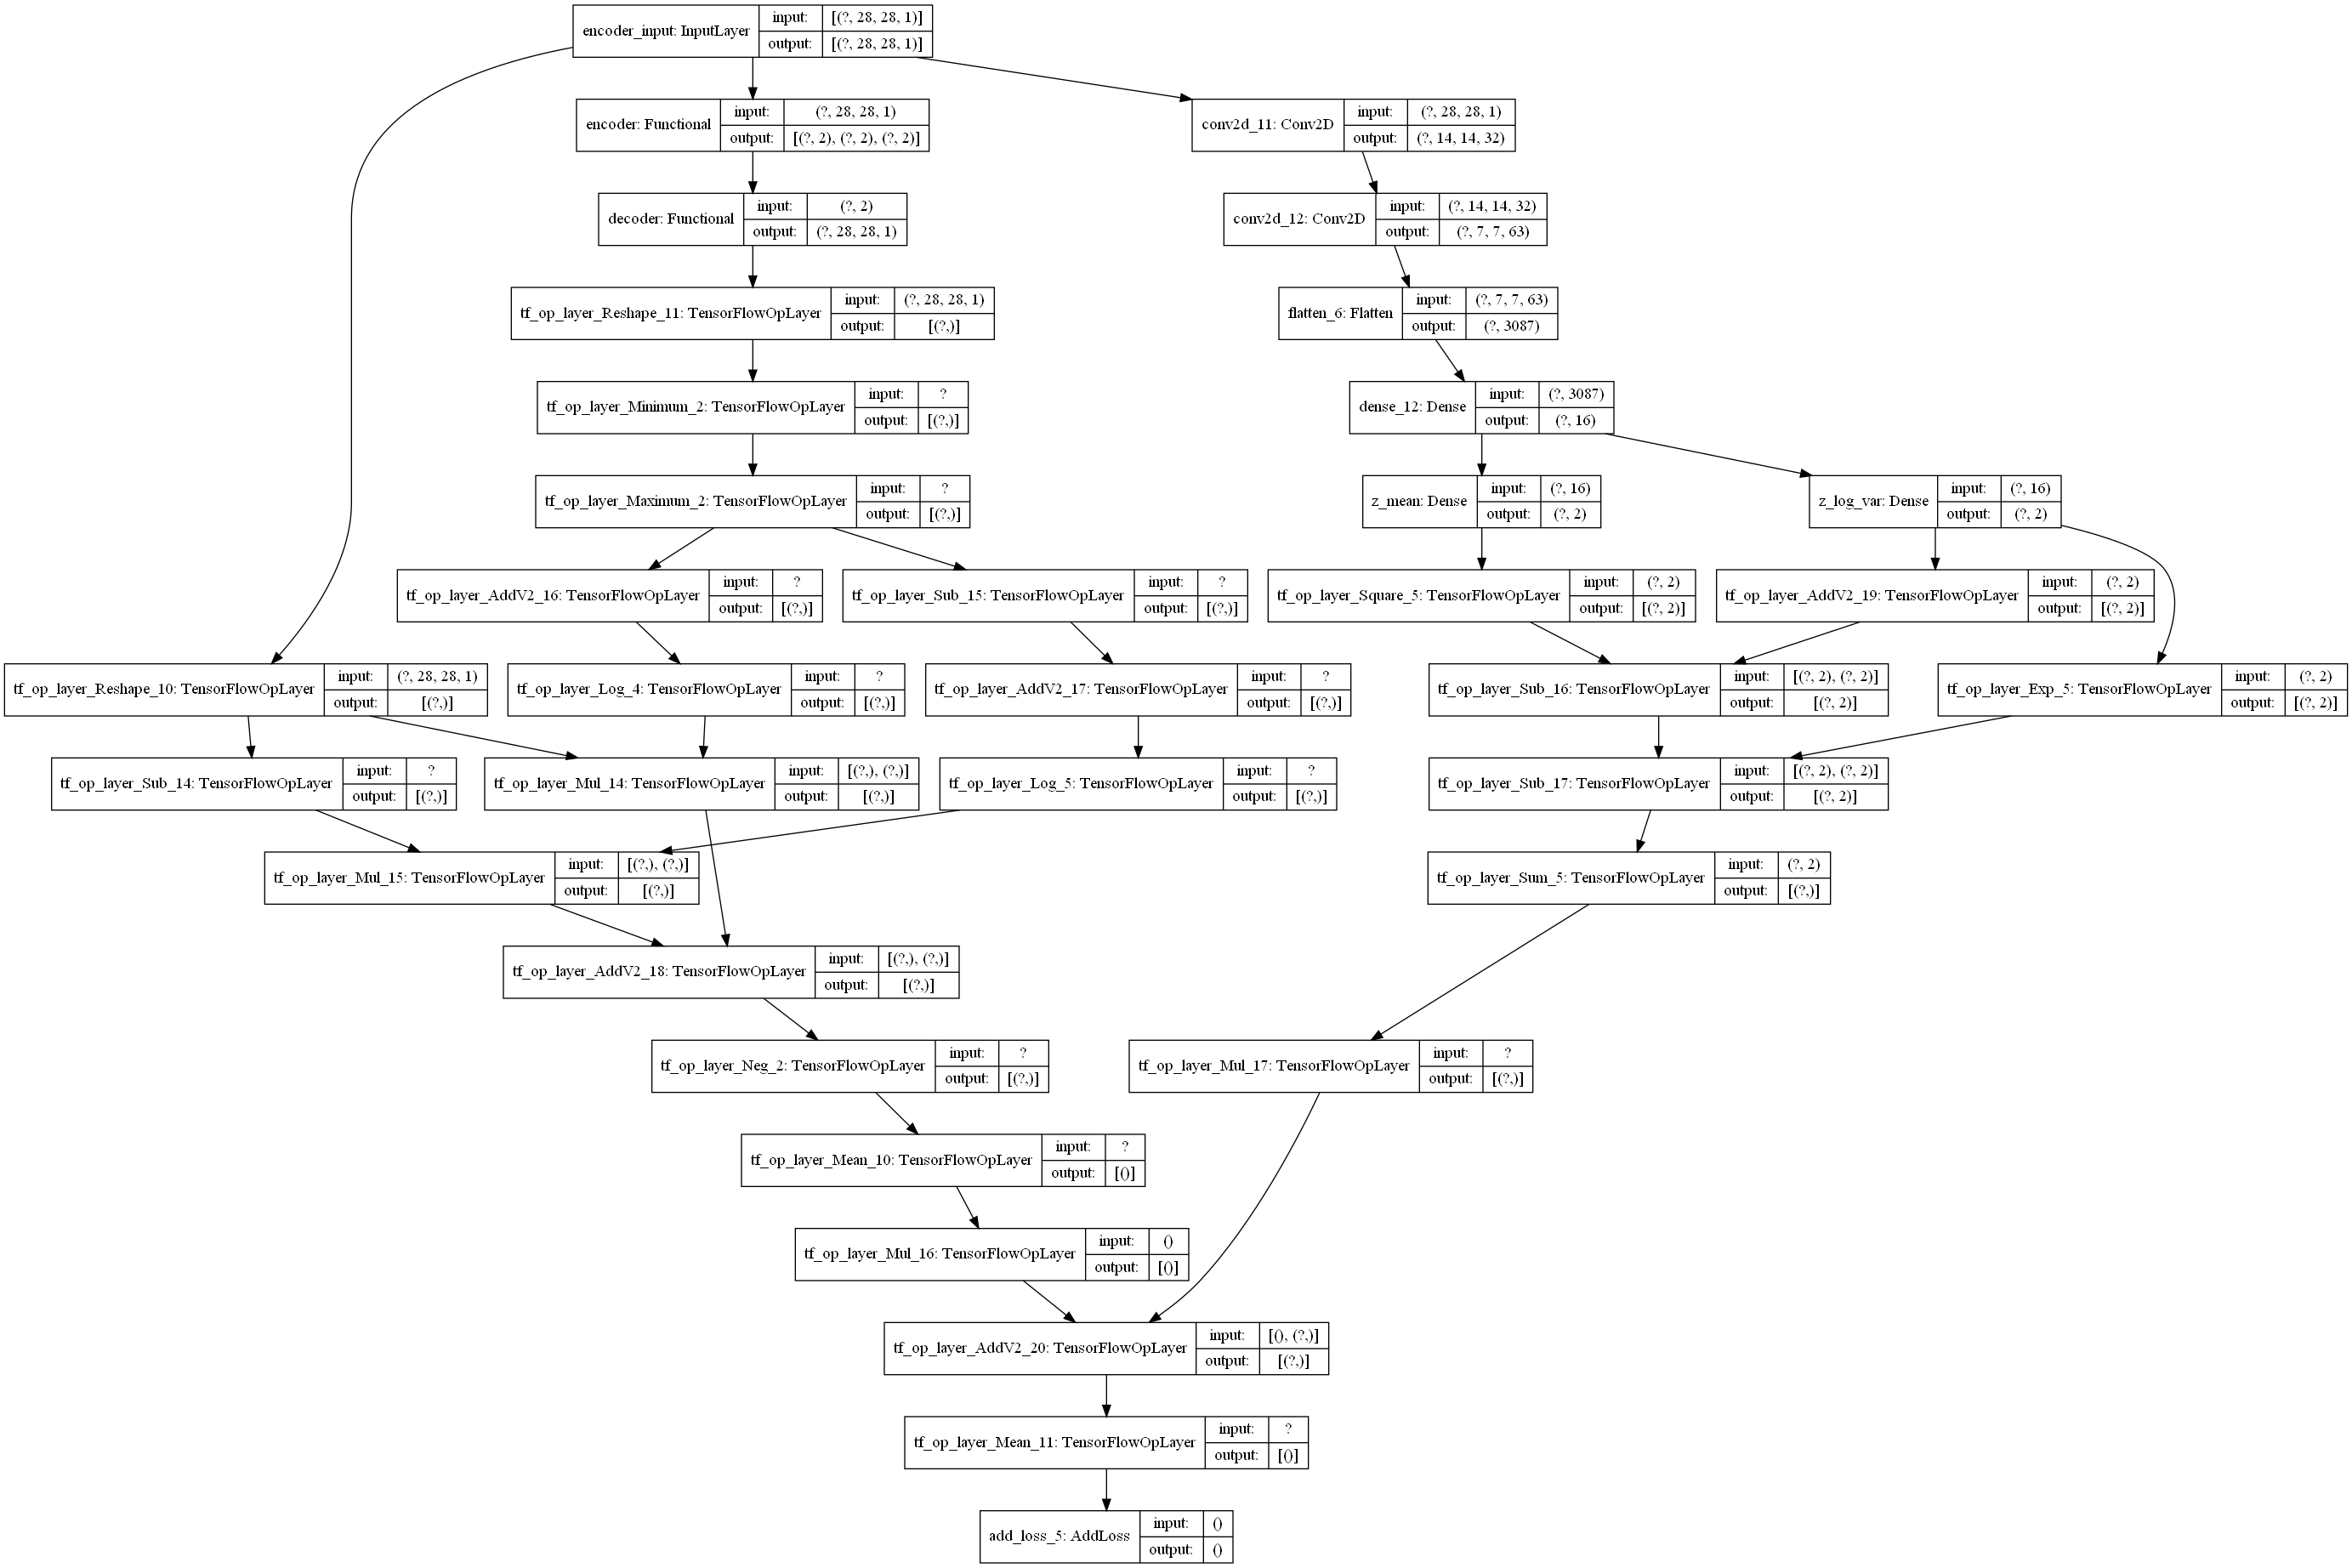 encoder_input: InputLayer
input:
[(?, 28, 28, 1)]
output:
[(?, 28, 28, 1)]
encoder: Functional
input:
(?, 28, 28, 1)
output:
[(?, 2), (?, 2), (?, 2)]
conv2d_11: Conv2D
input:
(?, 28, 28, 1)
output:
(?, 14, 14, 32)
decoder: Functional
input:
(?, 2)
output:
(?, 28, 28, 1)
conv2d_12: Conv2D
input:
(?, 14, 14, 32)
output:
(?, 7, 7, 63)
tf_op_layer_Reshape_11: TensorFlowOpLayer
input:
(?, 28, 28, 1)
output:
[(?,)]
flatten_6: Flatten
input:
(?, 7, 7, 63)
output:
(?, 3087)
tf_op_layer_Minimum_2: TensorFlowOpLayer
input:
?
output:
[(?,)]
dense_12: Dense
input:
(?, 3087)
output:
(?, 16)
tf_op_layer_Maximum_2: TensorFlowOpLayer
input:
?
output:
[(?,)]
z_mean: Dense
input:
(?, 16)
output:
(?, 2)
z_log_var: Dense
input:
(?, 16)
output:
(?, 2)
tf_op_layer_AddV2_16: TensorFlowOpLayer
input:
?
output:
[(?,)]
tf_op_layer_Sub_15: TensorFlowOpLayer
input:
?
output:
[(?,)]
tf_op_layer_Square_5: TensorFlowOpLayer
input:
(?, 2)
output:
[(?, 2)]
tf_op_layer_AddV2_19: TensorFlowOpLayer
input:
(?, 2)
output:
[(?, 2)]
tf_op_layer_Reshape_10: TensorFlowOpLayer
input:
(?, 28, 28, 1)
output:
[(?,)]
tf_op_layer_Log_4: TensorFlowOpLayer
input:
?
output:
[(?,)]
tf_op_layer_AddV2_17: TensorFlowOpLayer
input:
?
output:
[(?,)]
tf_op_layer_Sub_16: TensorFlowOpLayer
input:
[(?, 2), (?, 2)]
output:
[(?, 2)]
tf_op_layer_Exp_5: TensorFlowOpLayer
input:
(?, 2)
output:
[(?, 2)]
tf_op_layer_Sub_14: TensorFlowOpLayer
input:
?
output:
[(?,)]
tf_op_layer_Mul_14: TensorFlowOpLayer
input:
[(?,), (?,)]
output:
[(?,)]
tf_op_layer_Log_5: TensorFlowOpLayer
input:
?
output:
[(?,)]
tf_op_layer_Sub_17: TensorFlowOpLayer
input:
[(?, 2), (?, 2)]
output:
[(?, 2)]
tf_op_layer_Mul_15: TensorFlowOpLayer
input:
[(?,), (?,)]
output:
[(?,)]
tf_op_layer_Sum_5: TensorFlowOpLayer
input:
(?, 2)
output:
[(?,)]
tf_op_layer_AddV2_18: TensorFlowOpLayer
input:
[(?,), (?,)]
output:
[(?,)]
tf_op_layer_Neg_2: TensorFlowOpLayer
input:
?
output:
[(?,)]
tf_op_layer_Mul_17: TensorFlowOpLayer
input:
?
output:
[(?,)]
tf_op_layer_Mean_10: TensorFlowOpLayer
input:
?
output:
[()]
tf_op_layer_Mul_16: TensorFlowOpLayer
input:
()
output:
[()]
tf_op_layer_AddV2_20: TensorFlowOpLayer
input:
[(), (?,)]
output:
[(?,)]
tf_op_layer_Mean_11: TensorFlowOpLayer
input:
?
output:
[()]
add_loss_5: AddLoss
input:
()
output:
()